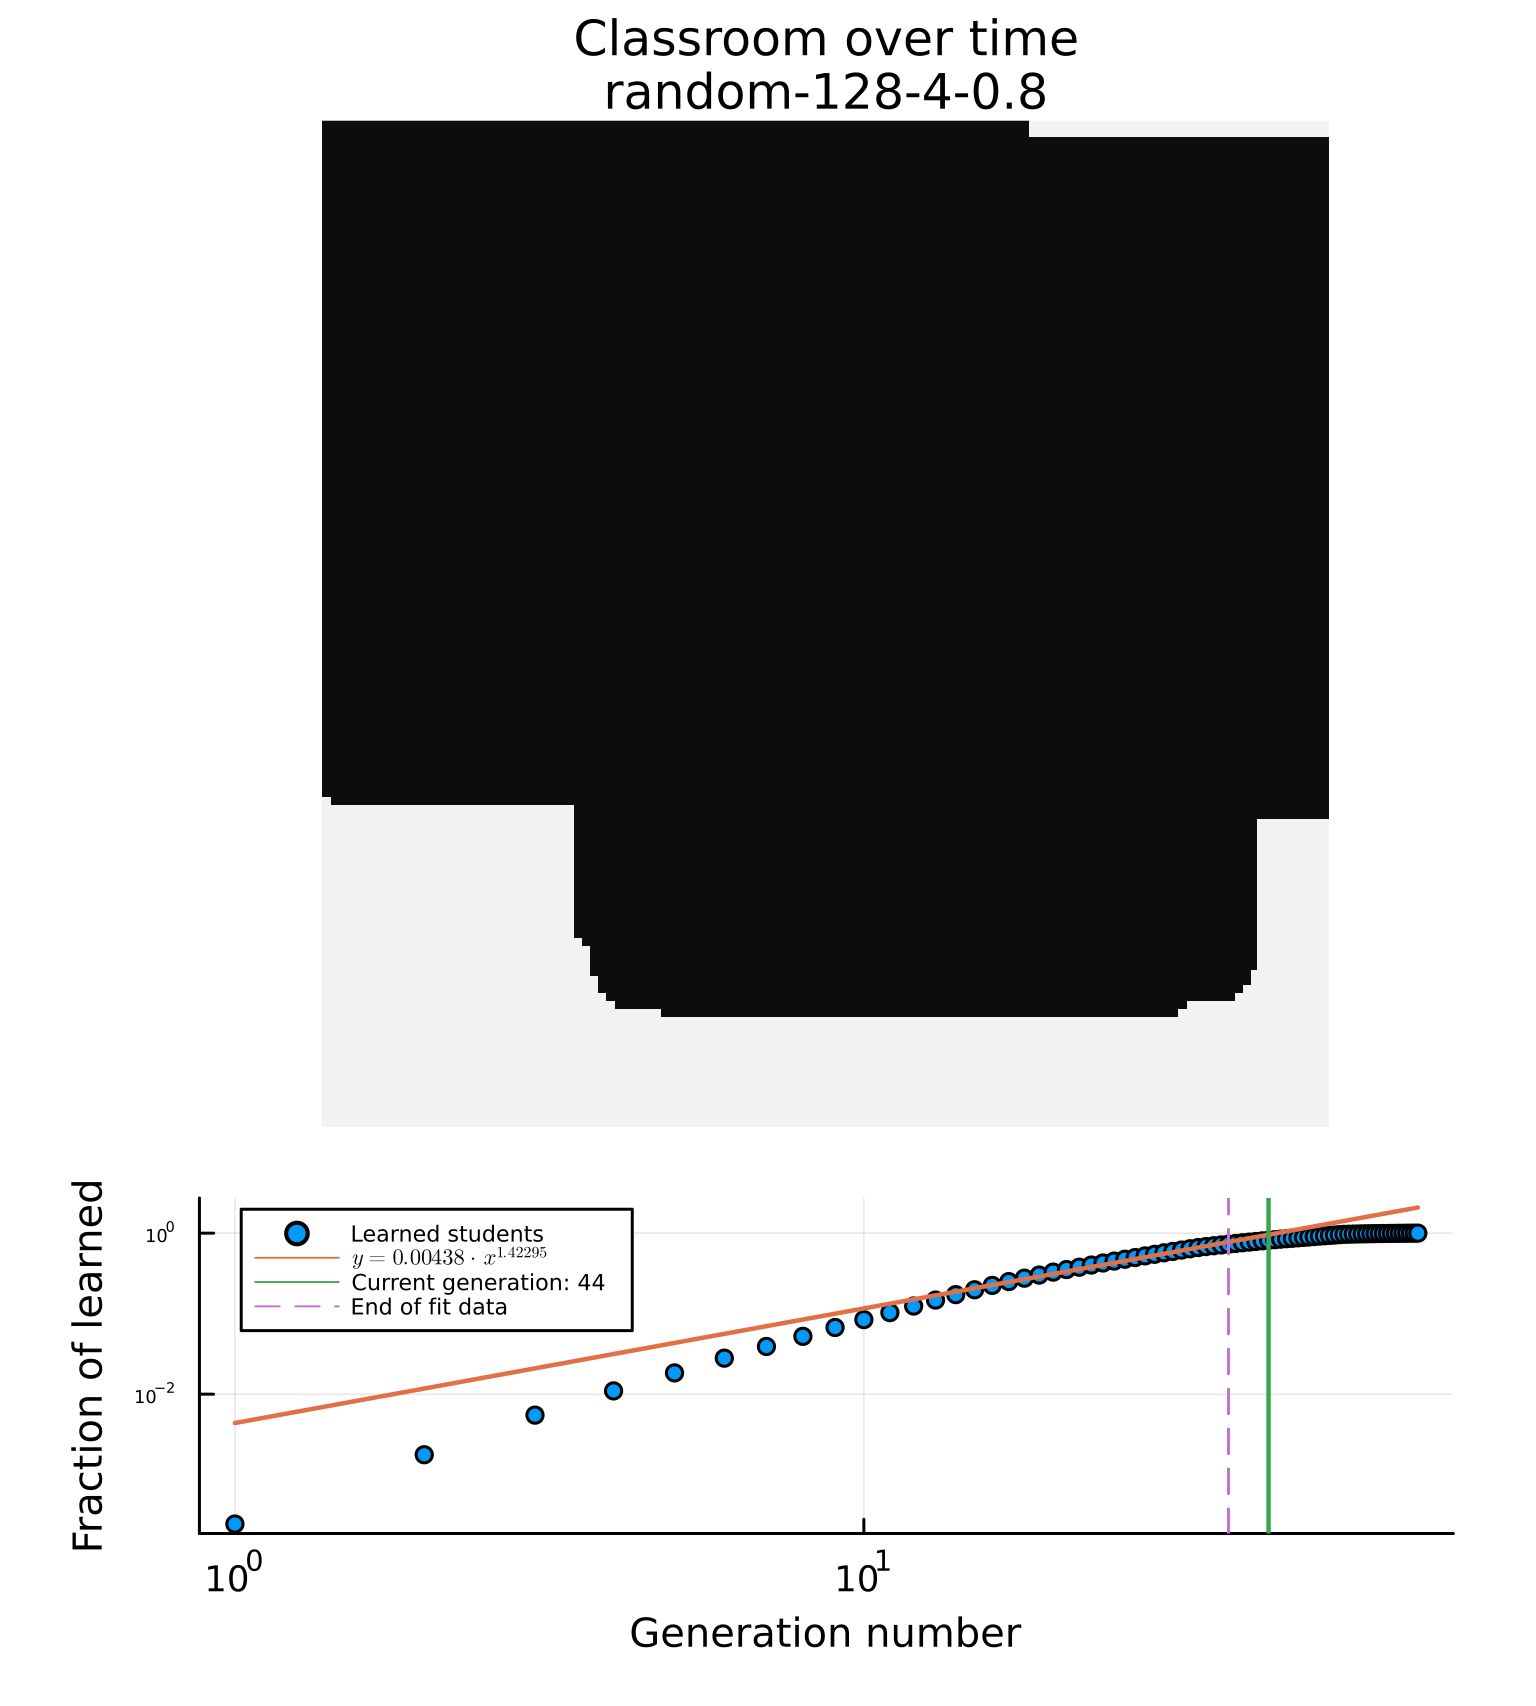 Classroom over time
random-128-4-0.8
Fraction of learned
10^0
10^-2
Learned students
y = 0.00438 · x^1.42295
Current generation: 44
End of fit data
10^0
10^1
Generation number